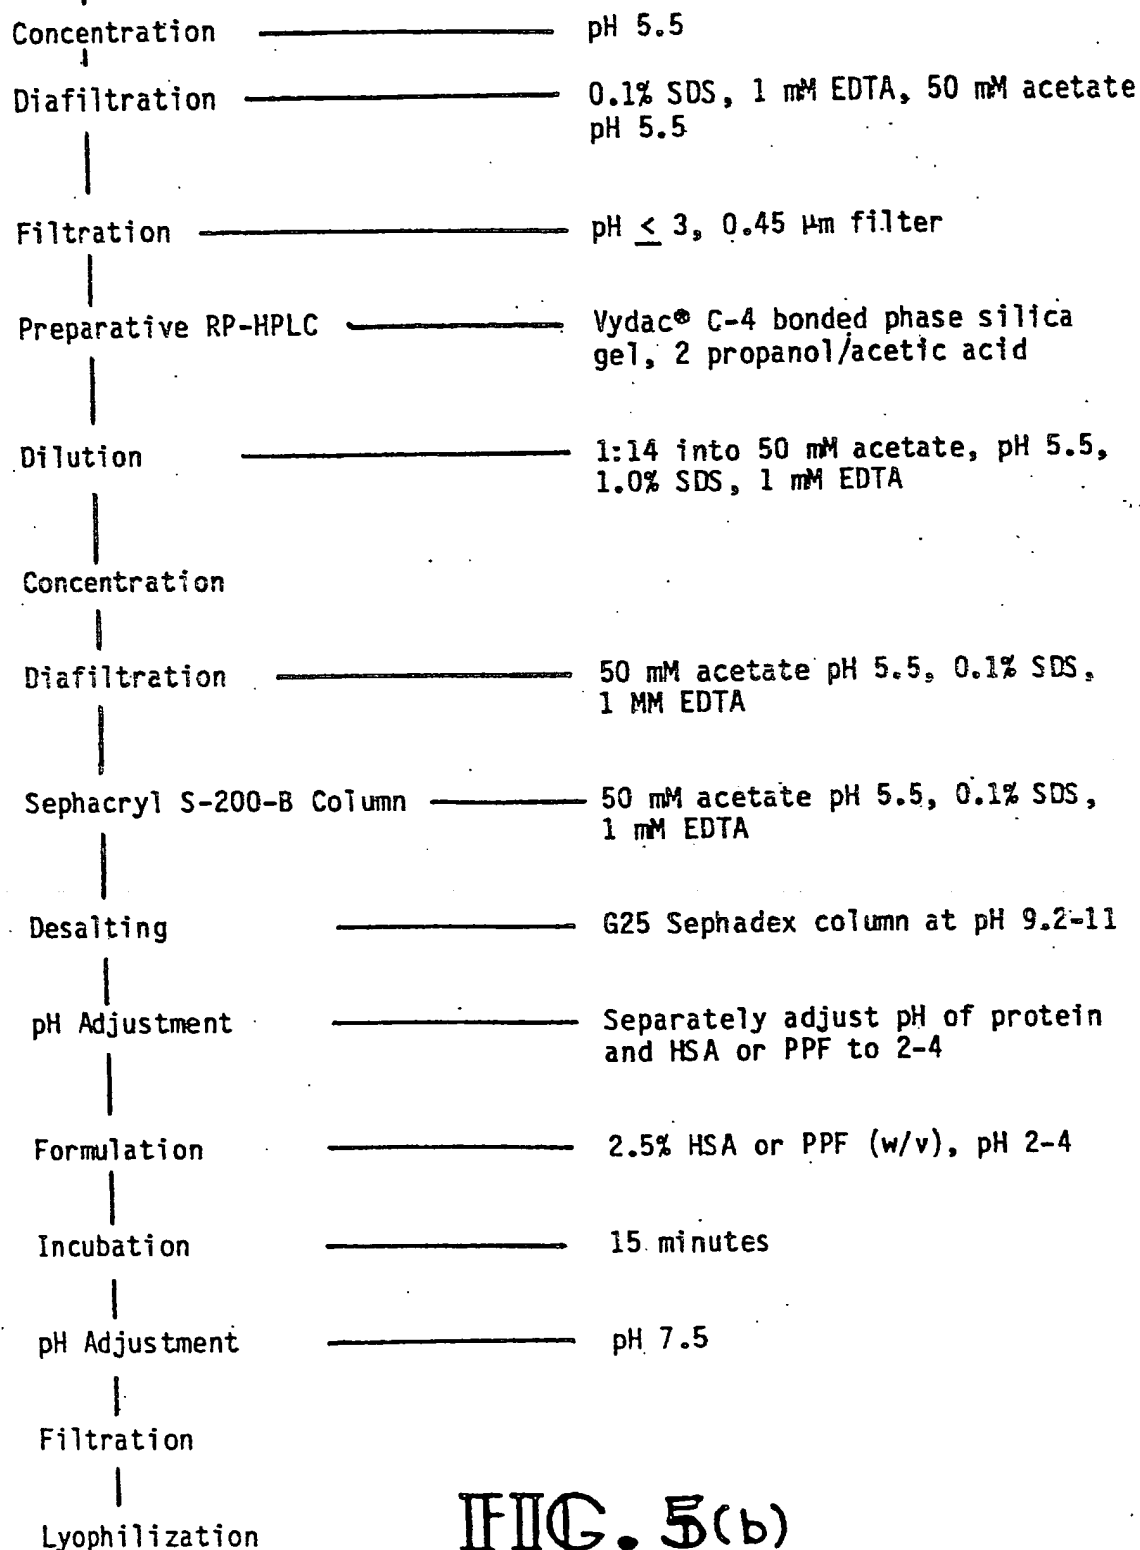 Concentration pH 5.5
Diafiltration 0.1% SDS, 1 mM EDTA, 50 mM acetate
pH 5.5
Filtration pH ≤ 3, 0.45 µm filter
Preparative RP-HPLC Vydac® C-4 bonded phase silica
gel, 2 propanol/acetic acid
Dilution 1:14 into 50 mM acetate, pH 5.5,
1.0% SDS, 1 mM EDTA
Concentration
Diafiltration 50 mM acetate pH 5.5, 0.1% SDS,
1 MM EDTA
Sephacryl S-200-B Column 50 mM acetate pH 5.5, 0.1% SDS,
1 mM EDTA
Desalting G25 Sephadex column at pH 9.2-11
pH Adjustment Separately adjust pH of protein
and HSA or PPF to 2-4
Formulation 2.5% HSA or PPF (w/v), pH 2-4
Incubation 15 minutes
pH Adjustment pH 7.5
Filtration
Lyophilization
FIG. 5(b)